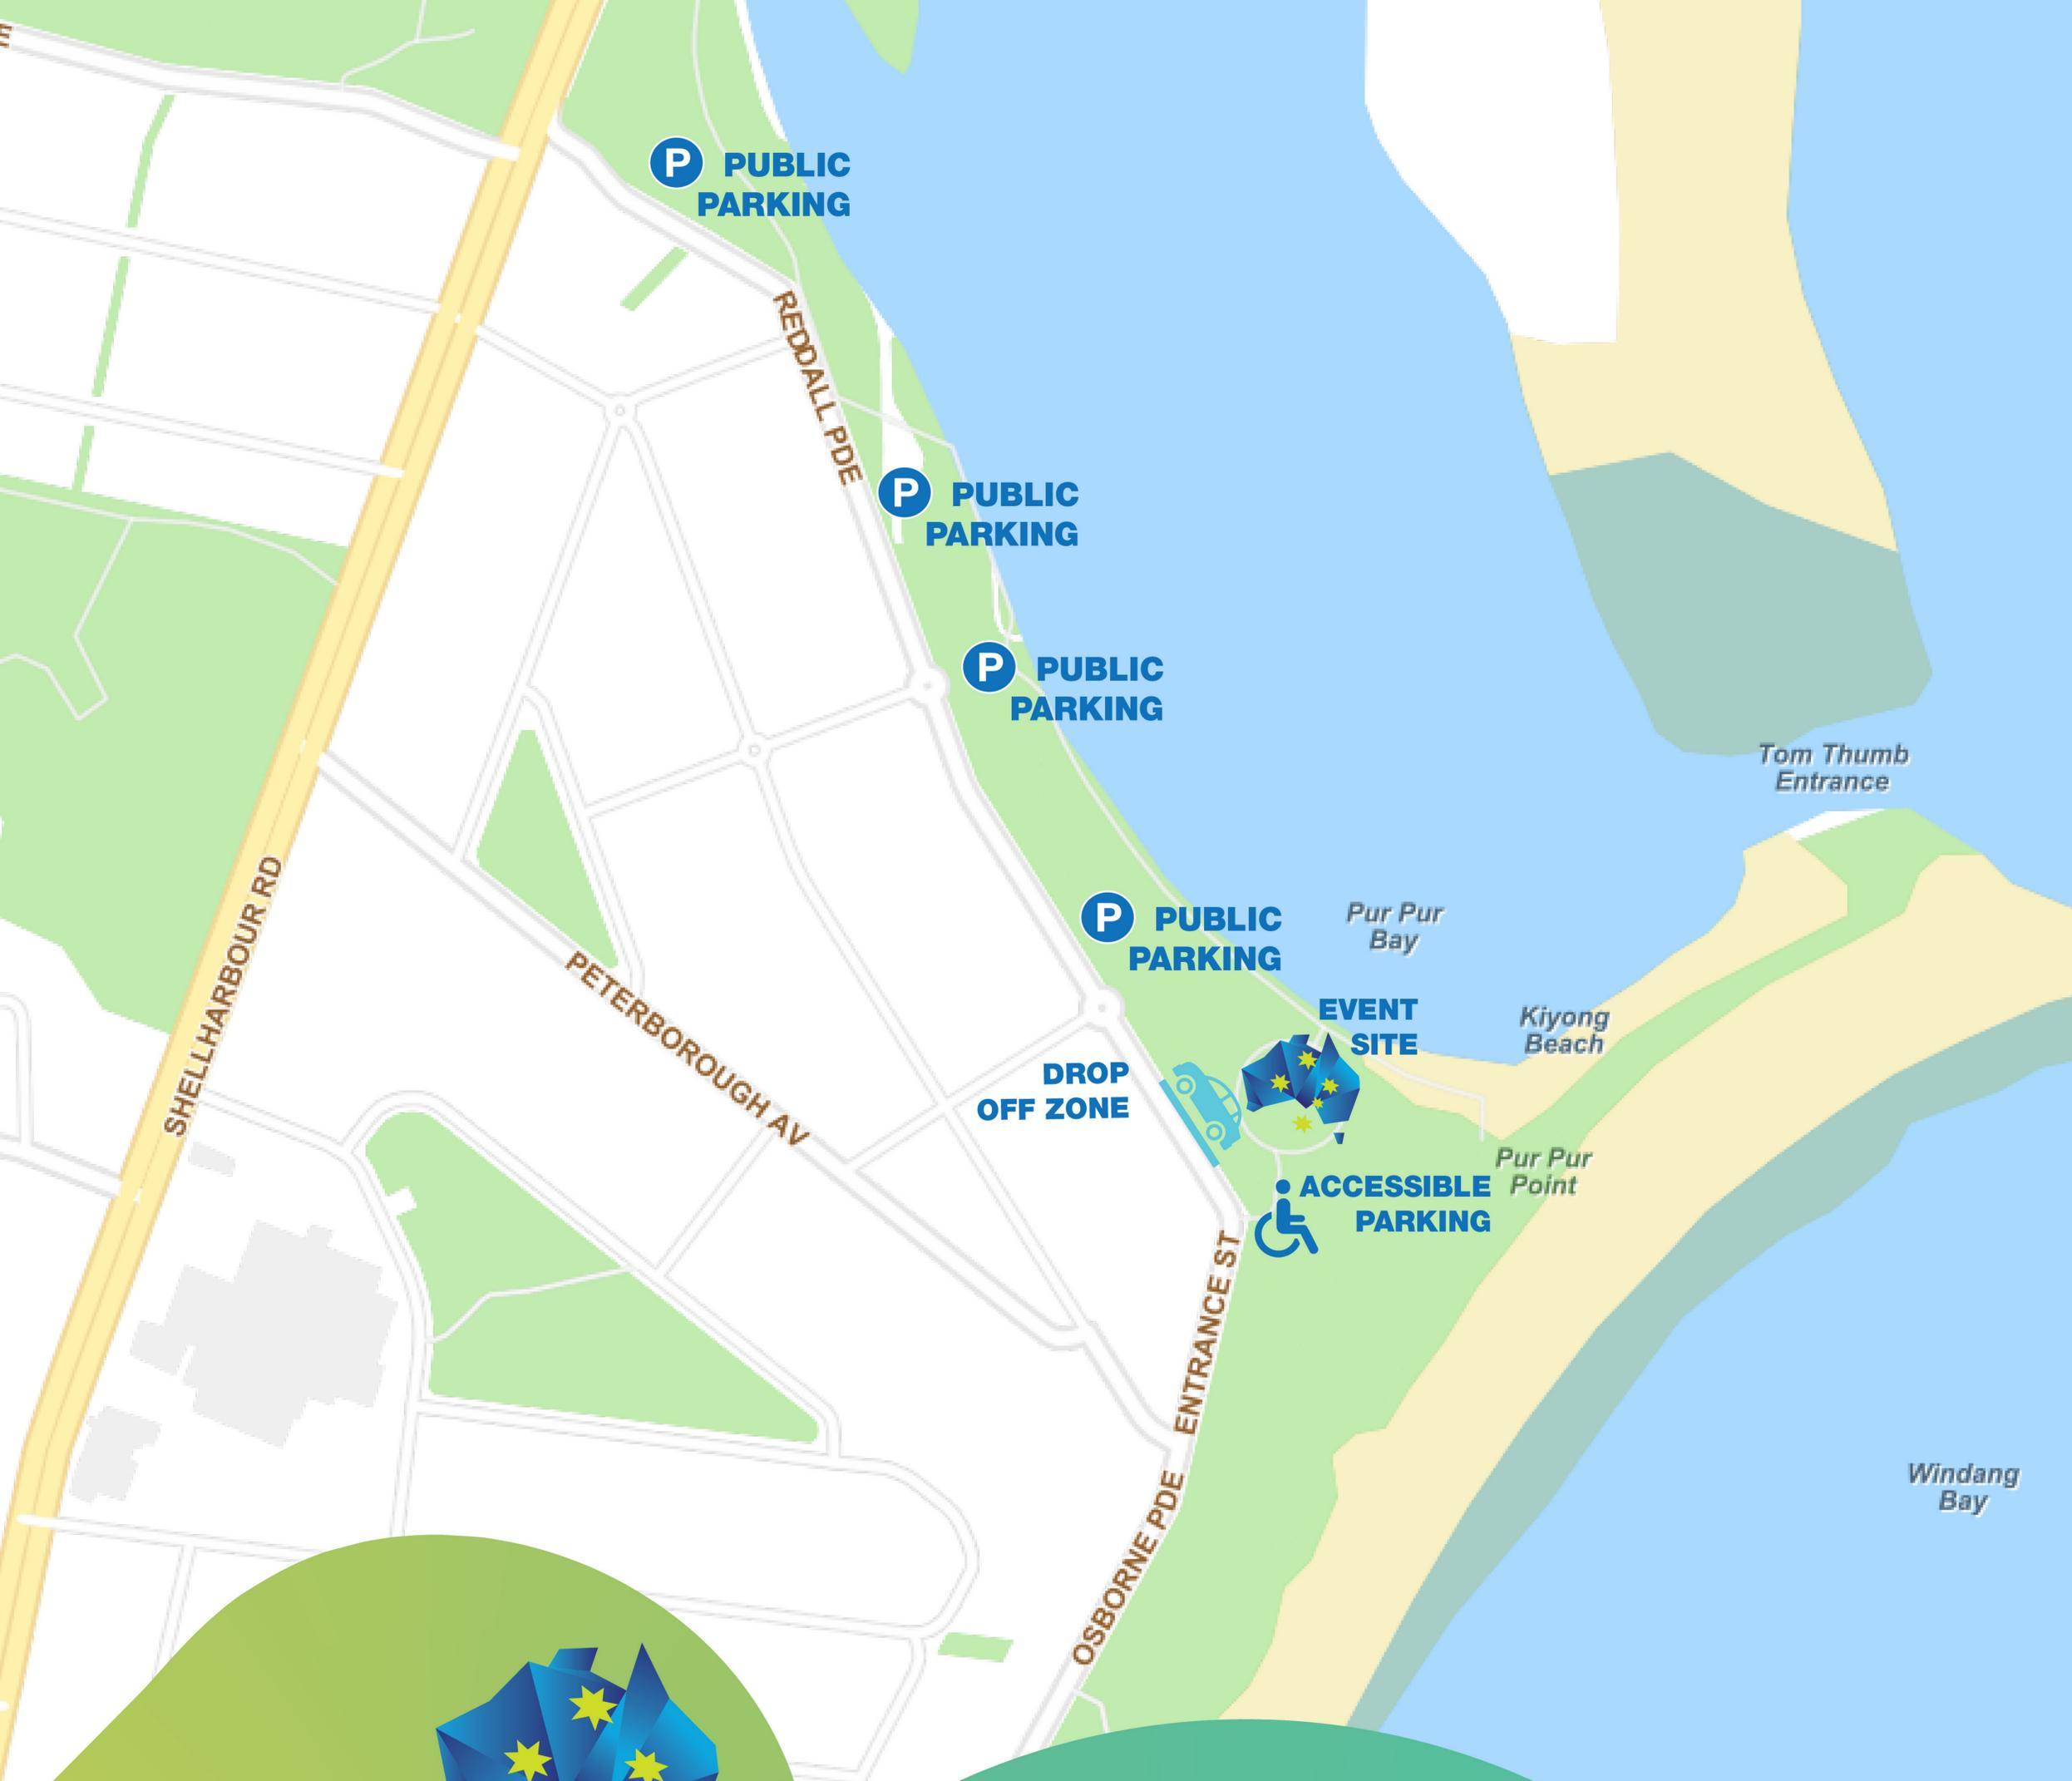 P PUBLIC
PARKING
REDDALL PDE
P PUBLIC
PARKING
P PUBLIC
PARKING
Tom Thumb
Entrance
SHELLHARBOUR RD
P PUBLIC
PARKING
Pur Pur
Bay
PETERBOROUGH AV
EVENT
SITE
Kiyong
Beach
DROP
OFF ZONE
Pur Pur
Point
ACCESSIBLE
PARKING
ENTRANCE ST
OSBORNE PDE
Windang
Bay